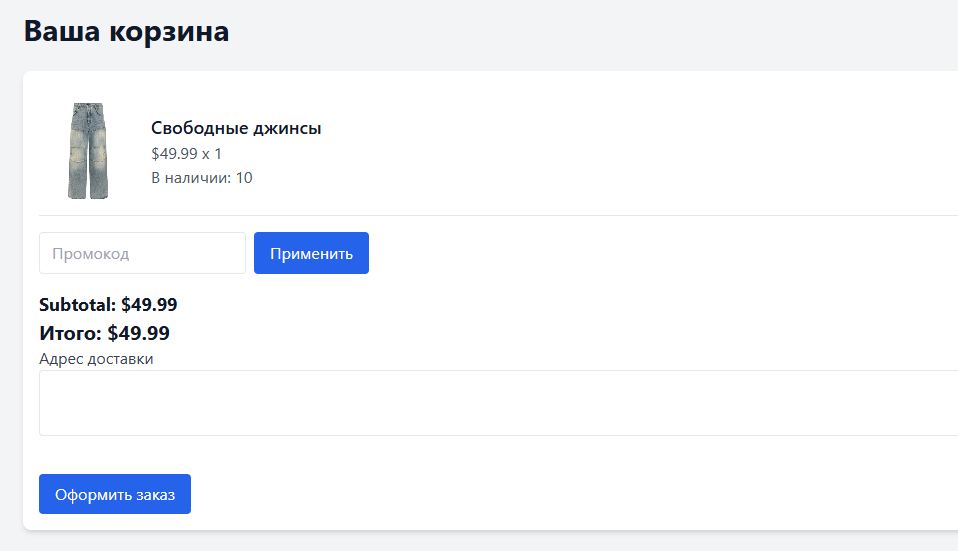 Ваша корзина
Свободные джинсы
$49.99 x 1
В наличии: 10
Промокод Применить
Subtotal: $49.99
Итого: $49.99
Адрес доставки
Оформить заказ